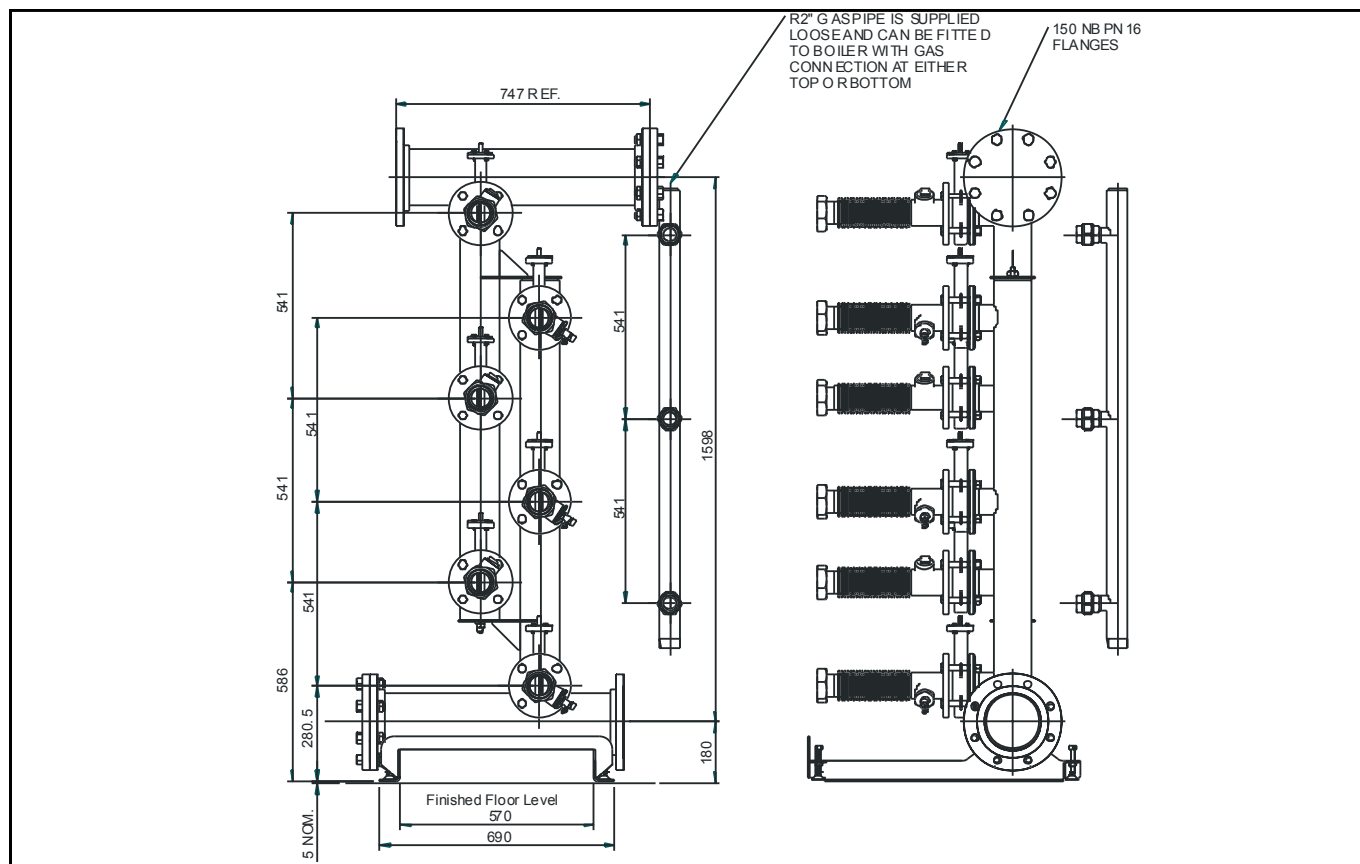 R2" GAS PIPE IS SUPPLIED
LOOSE AND CAN BE FITTED
TO BOILER WITH GAS
CONNECTION AT EITHER
TOP OR BOTTOM
150 NB PN 16
FLANGES
747 REF.
541
541
541
541
541
541
1598
586
280.5
180
Finished Floor Level
570
690
5 NOM.